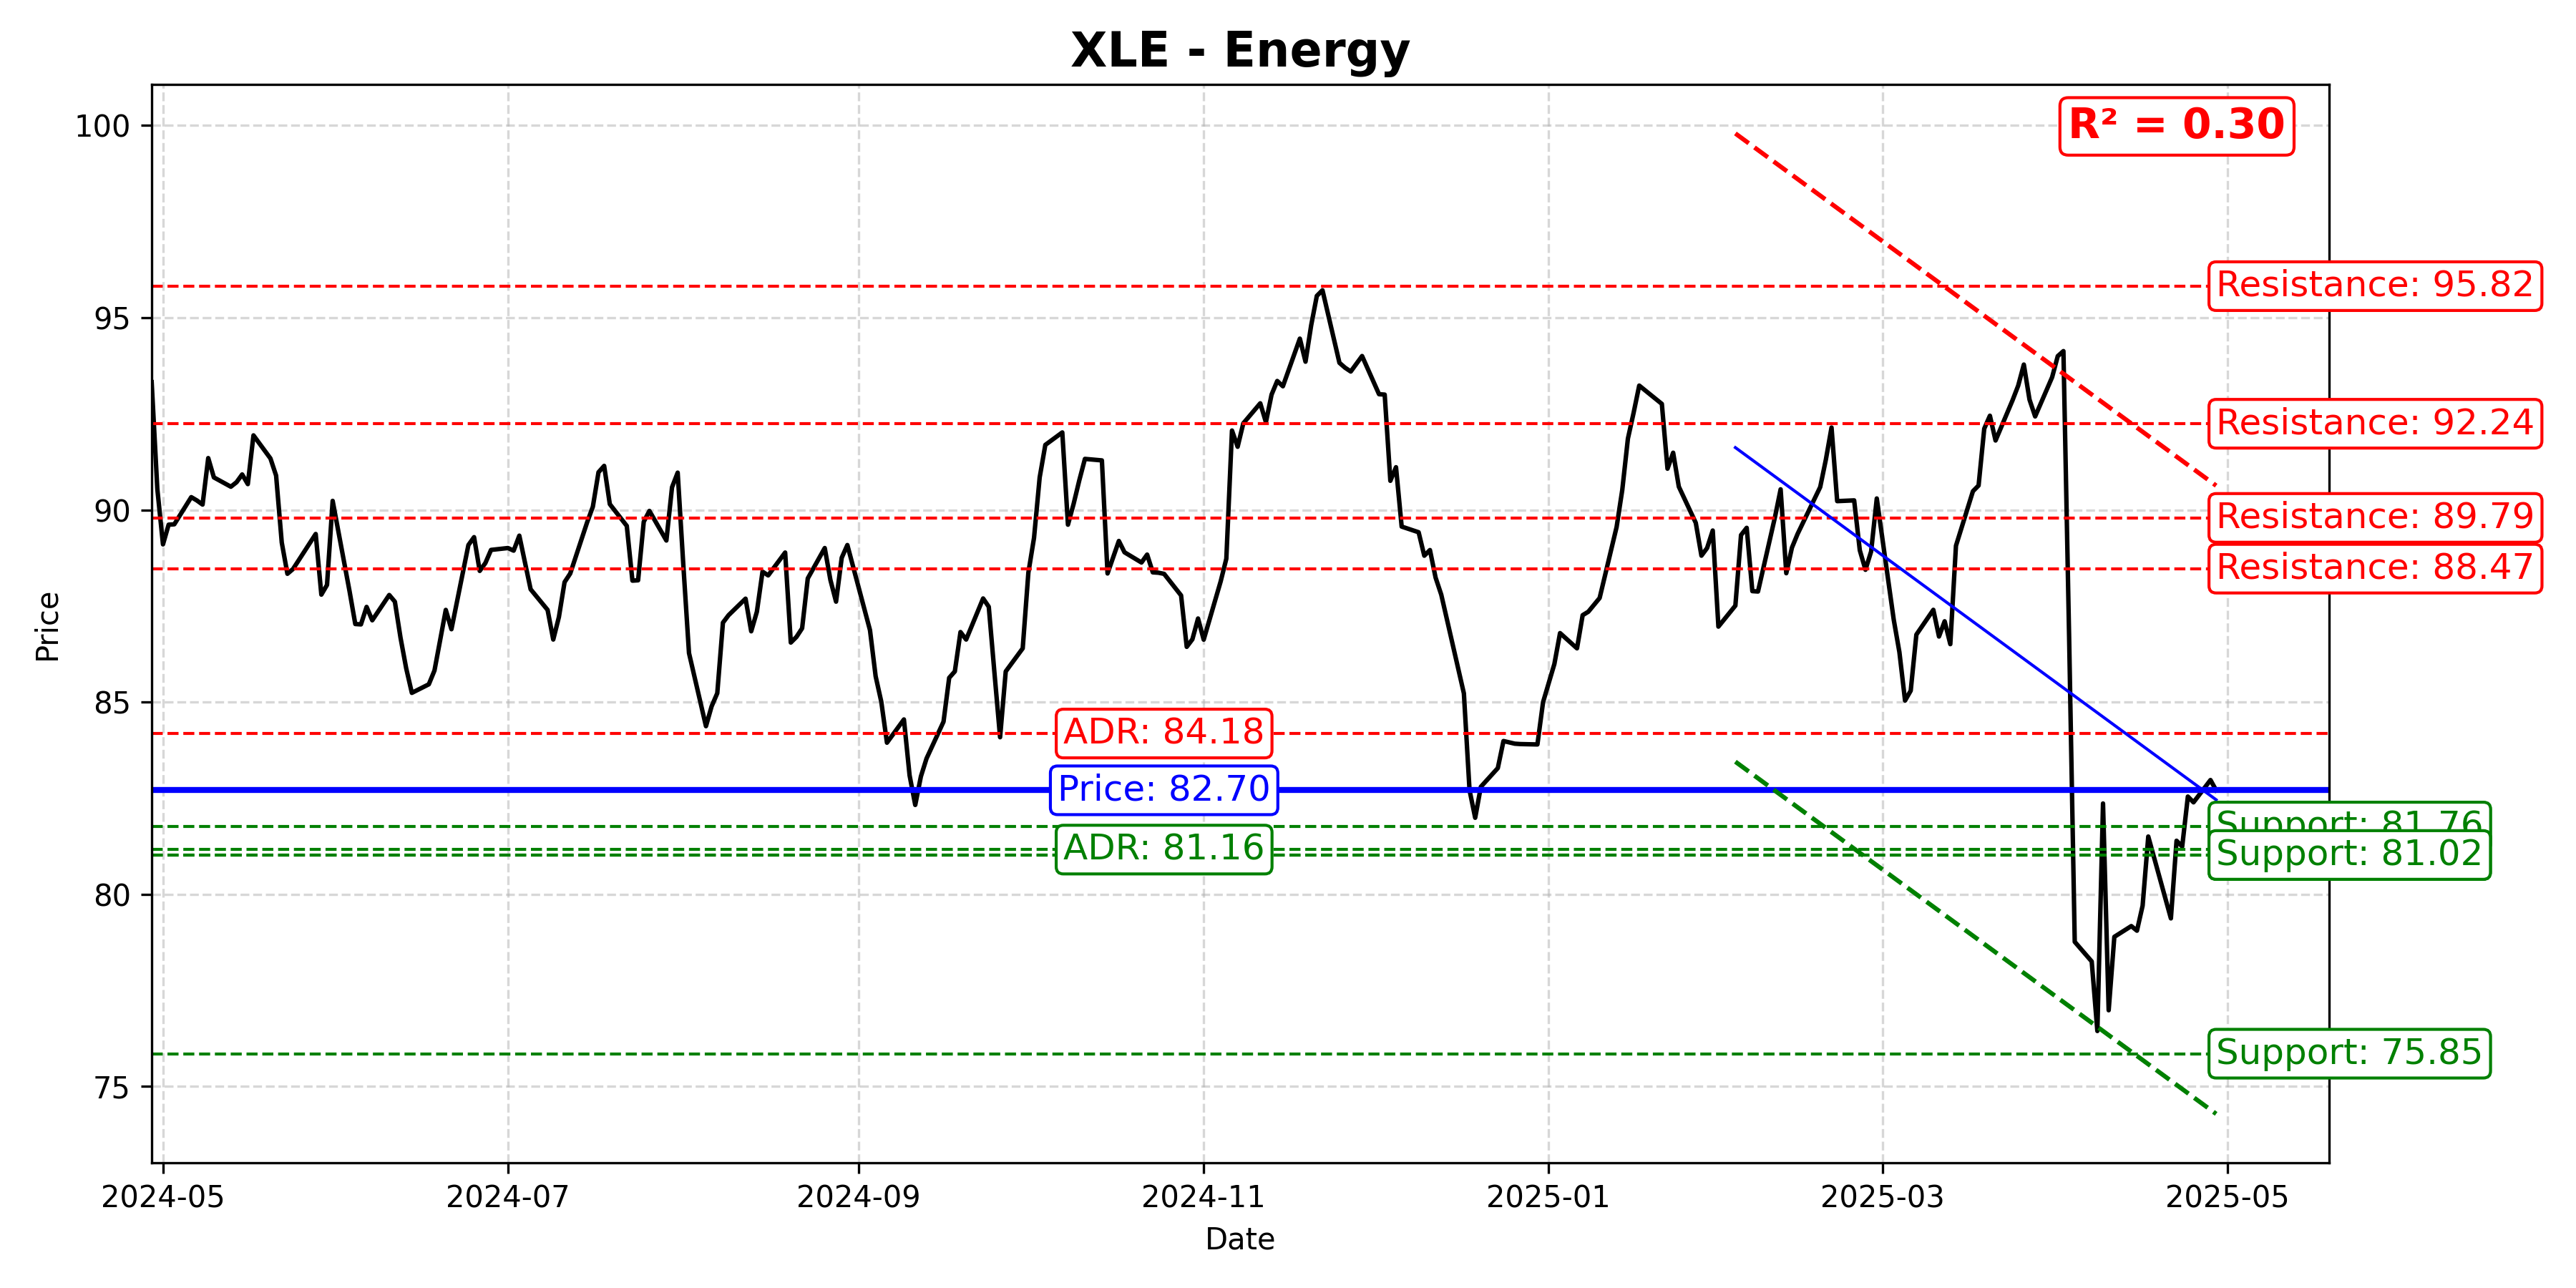 XLE - Energy
R² = 0.30
100
95
90
85
80
75
Price
Resistance: 95.82
Resistance: 92.24
Resistance: 89.79
Resistance: 88.47
ADR: 84.18
Price: 82.70
Support: 81.76
ADR: 81.16
Support: 81.02
Support: 75.85
2024-05
2024-07
2024-09
2024-11
2025-01
2025-03
2025-05
Date